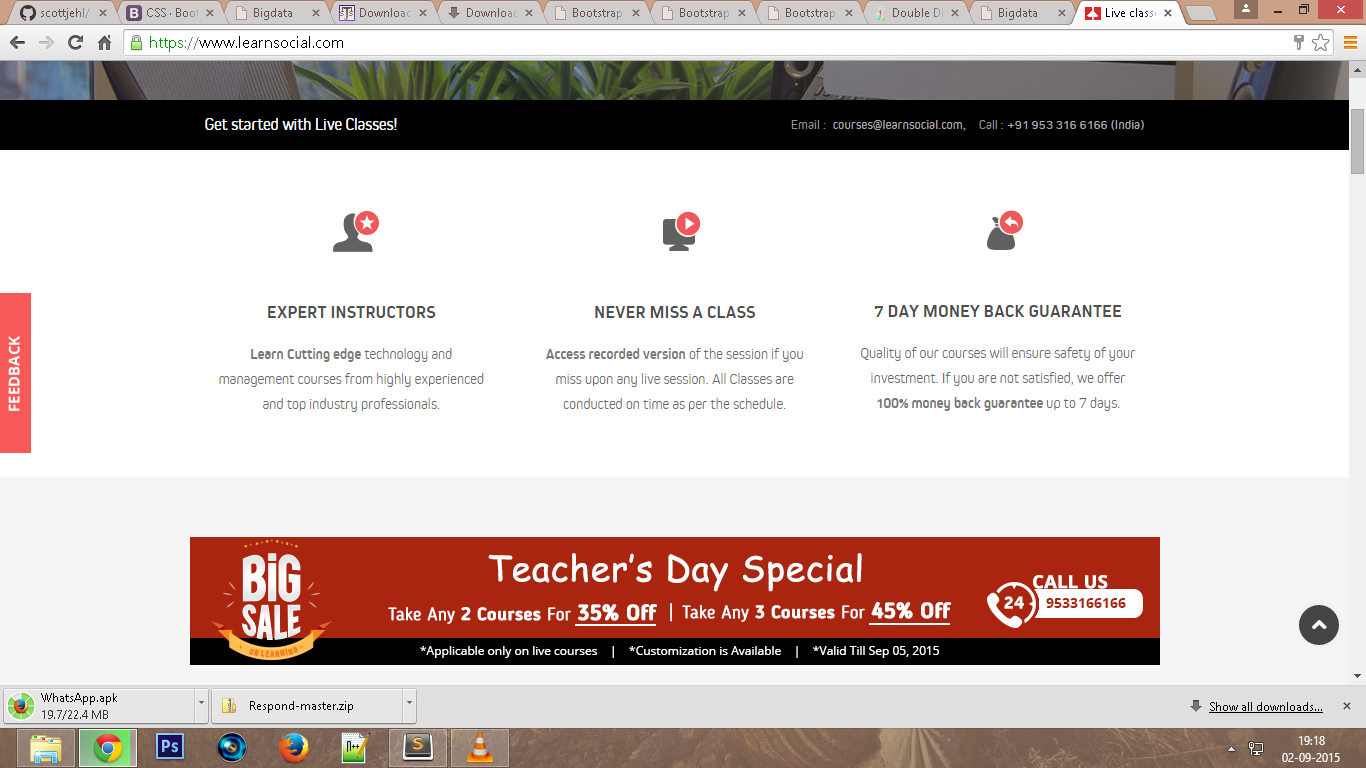 scottjehl/
CSS · Boot
Bigdata
Downloac
Downloac
Bootstrap
Bootstrap
Bootstrap
Double Di
Bigdata
Live class
https://www.learnsocial.com
Get started with Live Classes!
Email : courses@learnsocial.com, Call : +91 953 316 6166 (India)
EXPERT INSTRUCTORS
Learn Cutting edge technology and
management courses from highly experienced
and top industry professionals.
NEVER MISS A CLASS
Access recorded version of the session if you
miss upon any live session. All Classes are
conducted on time as per the schedule.
7 DAY MONEY BACK GUARANTEE
Quality of our courses will ensure safety of your
investment. If you are not satisfied, we offer
100% money back guarantee up to 7 days.
FEEDBACK
BiG
SALE
ON LEARNING
Teacher's Day Special
Take Any 2 Courses For 35% Off | Take Any 3 Courses For 45% Off
CALL US
24
9533166166
*Applicable only on live courses | *Customization is Available | *Valid Till Sep 05, 2015
WhatsApp.apk
19.7/22.4 MB
Respond-master.zip
Show all downloads...
Ps
N++
S
19:18
02-09-2015